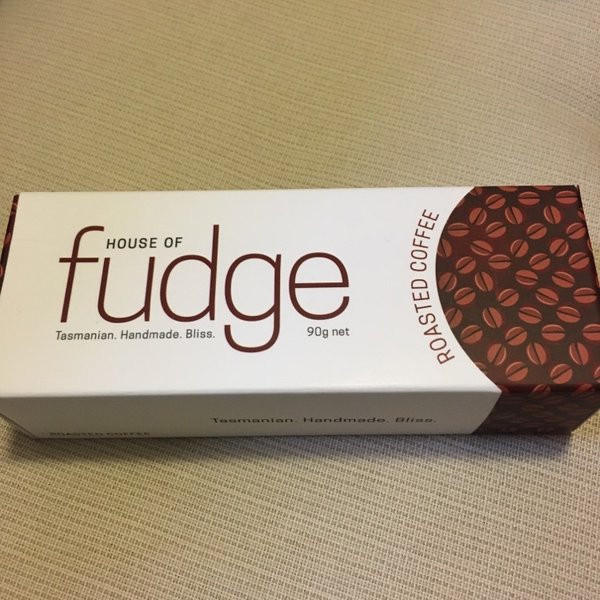 HOUSE OF
fudge
Tasmanian. Handmade. Bliss.
90g net
ROASTED COFFEE
Tasmanian. Handmade. Bliss.
ROASTED COFFEE